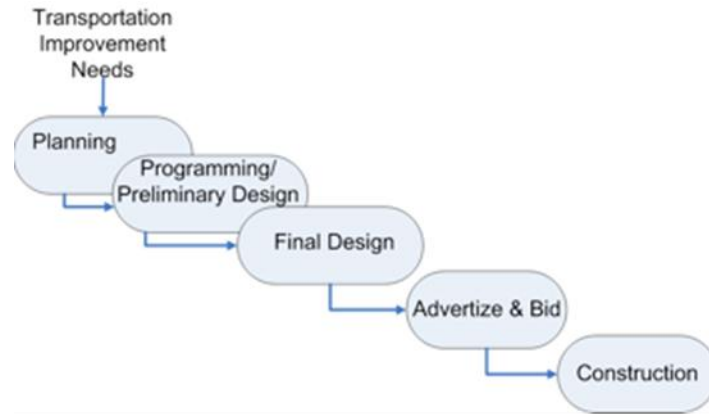 Transportation
Improvement
Needs
Planning
Programming/
Preliminary Design
Final Design
Advertize & Bid
Construction